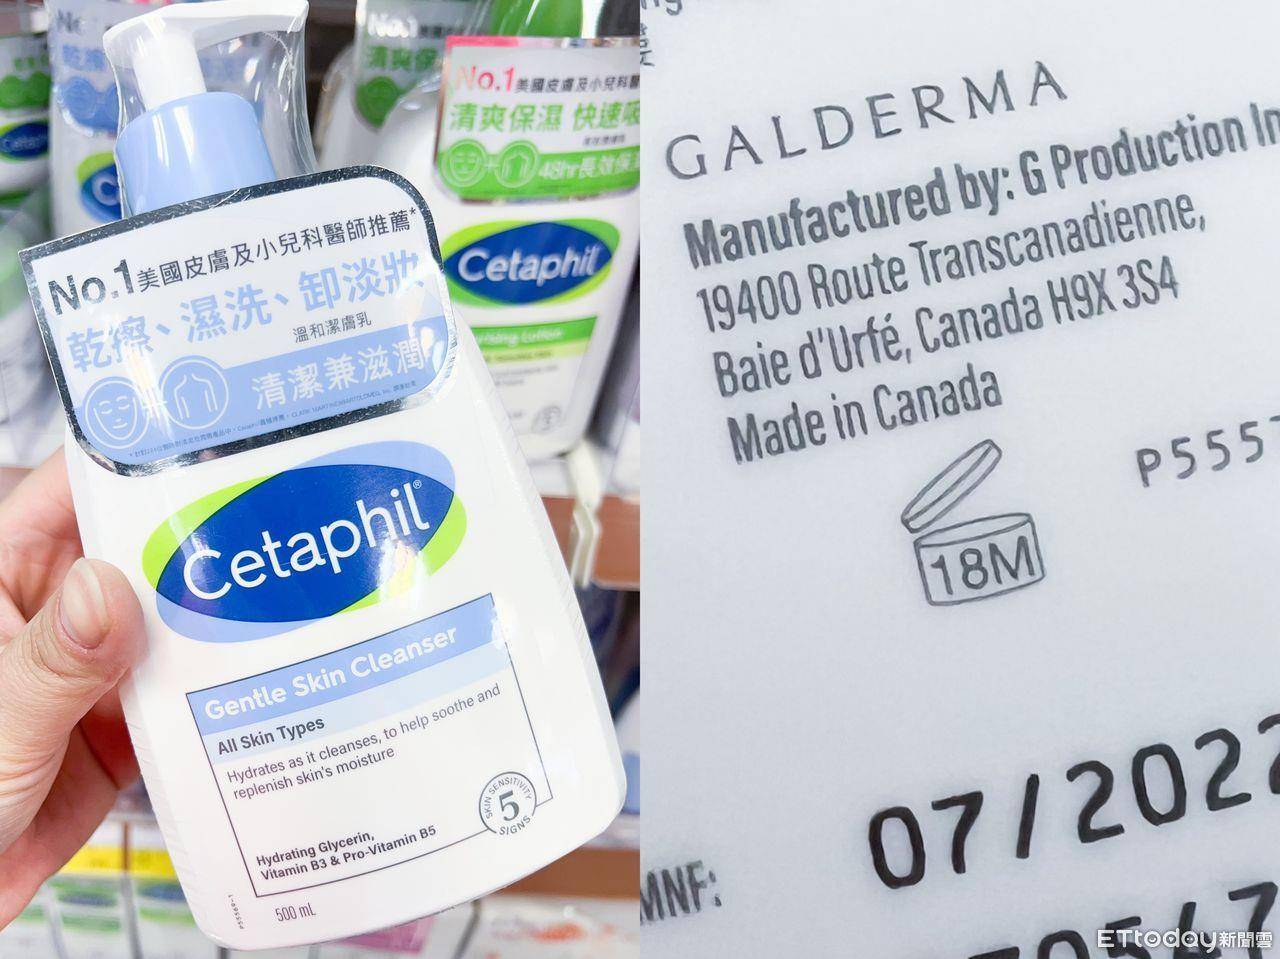 No.1美國皮膚及小兒科醫師推薦*
乾擦、濕洗、卸淡妝
溫和潔膚乳
清潔兼滋潤
Cetaphil®
Gentle Skin Cleanser
All Skin Types
Hydrates as it cleanses, to help soothe and
replenish skin's moisture
SKIN SENSITIVITY
5
SIGNS
Hydrating Glycerin,
Vitamin B3 & Pro-Vitamin B5
500 mL
No.1美國皮膚及小兒科醫
清爽保濕 快速吸
48hr長效保
Cetaphil
Lotion
GALDERMA
Manufactured by: G Production In
19400 Route Transcanadienne,
Baie d'Urfé, Canada H9X 3S4
Made in Canada
P5557
18M
07/2022
MNF:
ETtoday新聞雲